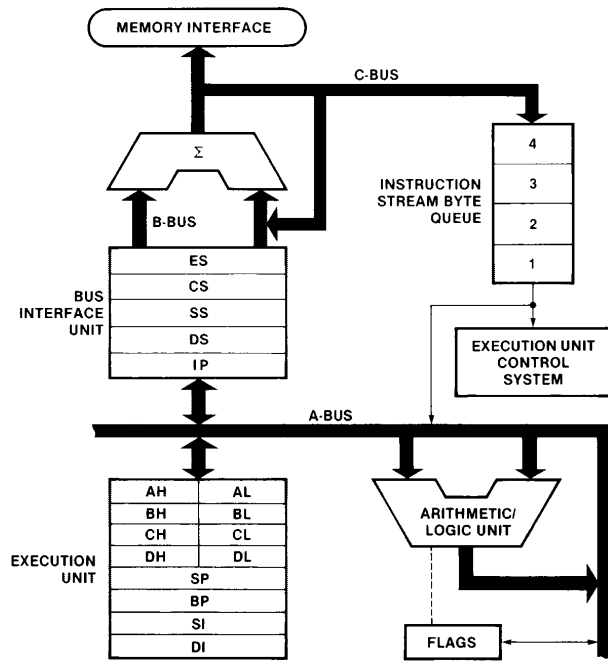 MEMORY INTERFACE
C-BUS
Σ
B-BUS
INSTRUCTION
STREAM BYTE
QUEUE
4
3
2
1
BUS
INTERFACE
UNIT
ES
CS
SS
DS
IP
EXECUTION UNIT
CONTROL
SYSTEM
A-BUS
EXECUTION
UNIT
AH AL
BH BL
CH CL
DH DL
SP
BP
SI
DI
ARITHMETIC/
LOGIC UNIT
FLAGS